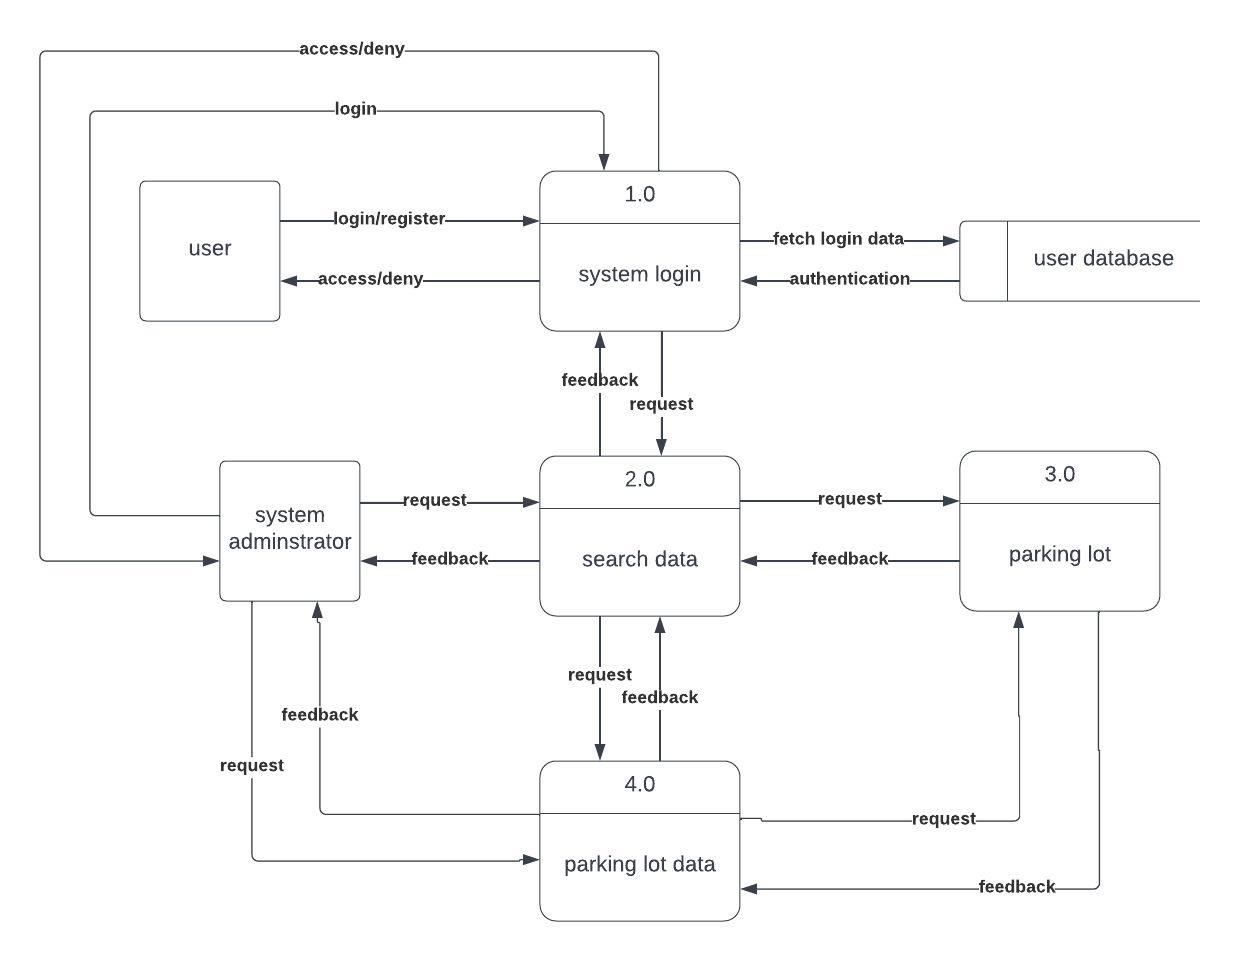 access/deny
login
1.0
user
login/register
system login
access/deny
fetch login data
authentication
user database
feedback
request
system
adminstrator
request
feedback
2.0
search data
request
feedback
3.0
parking lot
request
feedback
feedback
request
4.0
parking lot data
request
feedback